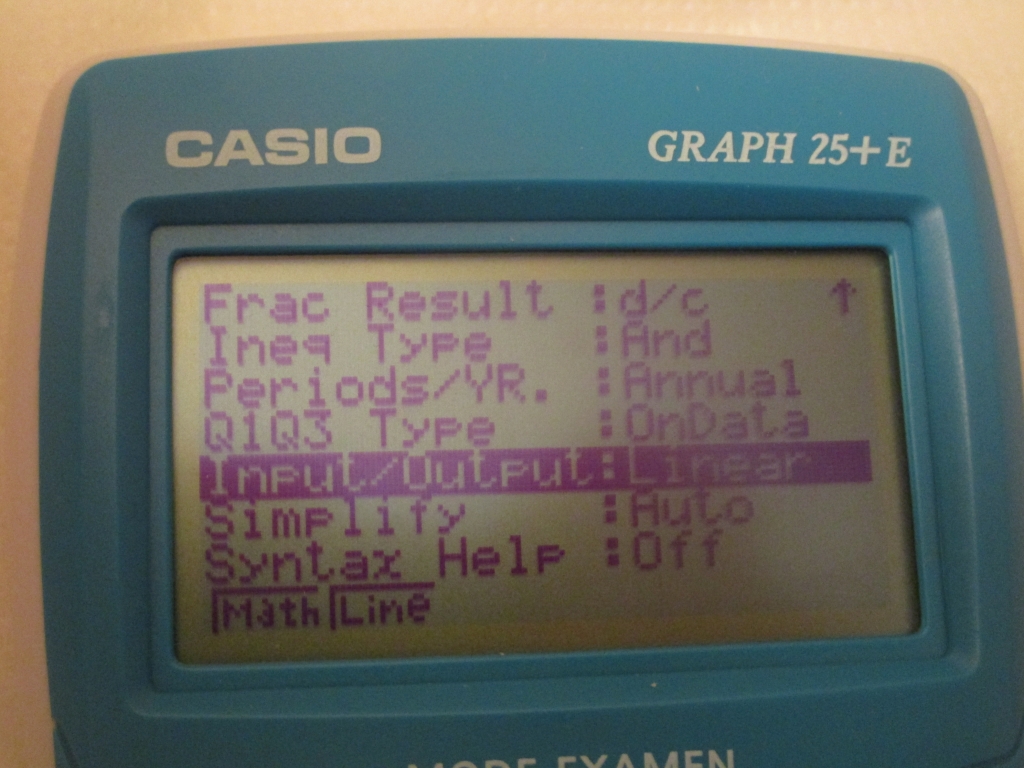 CASIO GRAPH 25+E
Frac Result :d/c ↑
Ineq Type :And
Periods/YR. :Annual
Q1Q3 Type :OnData
Input/Output:Linear
Simplify :Auto
Syntax Help :Off
Math Line
MODE EXAMEN